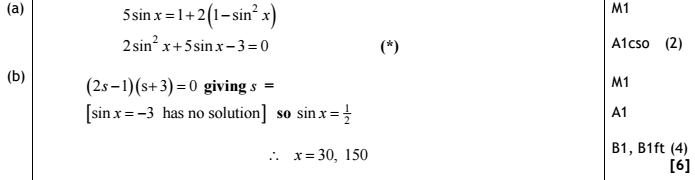 (a) 5 sin x = 1 + 2(1 − sin² x) M1
2 sin² x + 5 sin x − 3 = 0 (*) A1cso (2)
(b) (2s − 1)(s + 3) = 0 giving s = M1
[sin x = −3 has no solution] so sin x = ½ A1
∴ x = 30, 150 B1, B1ft (4)
[6]